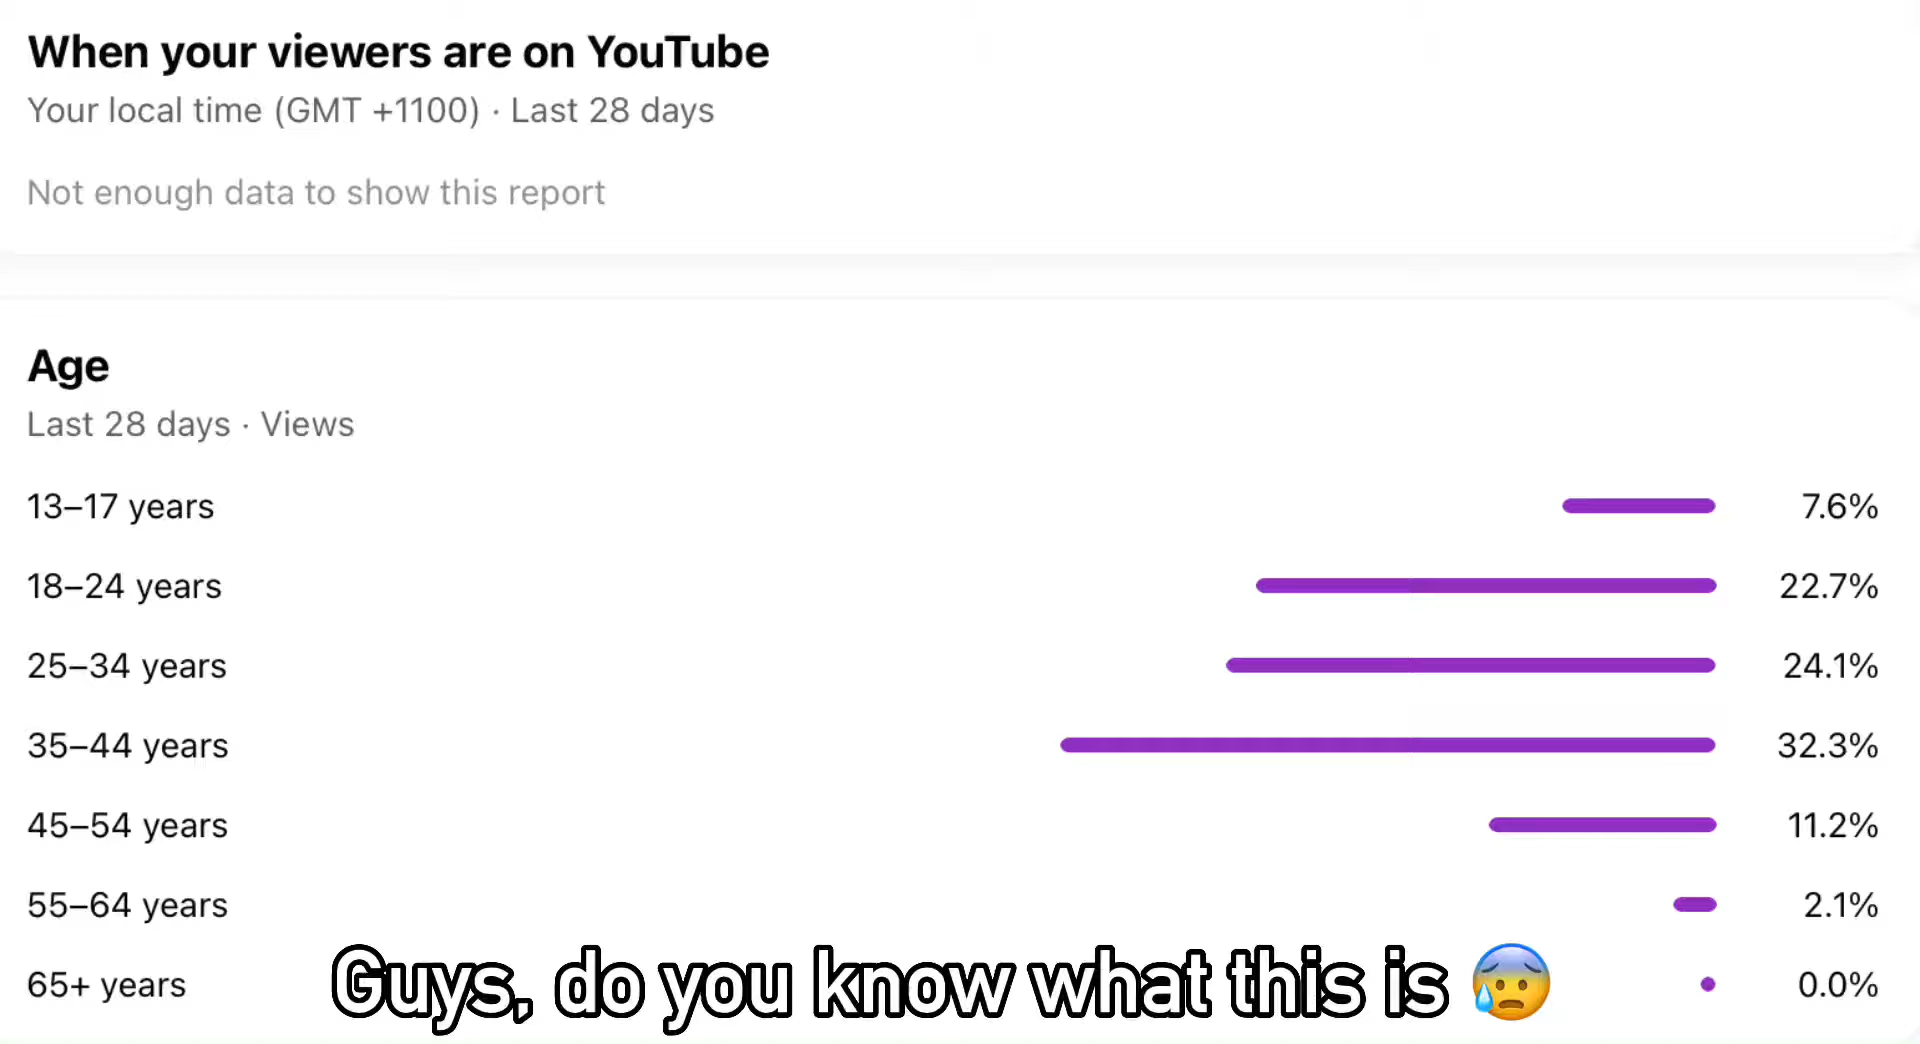 When your viewers are on YouTube
Your local time (GMT +1100) · Last 28 days
Not enough data to show this report
Age
Last 28 days · Views
13–17 years 7.6%
18–24 years 22.7%
25–34 years 24.1%
35–44 years 32.3%
45–54 years 11.2%
55–64 years 2.1%
65+ years 0.0%
Guys, do you know what this is 😰